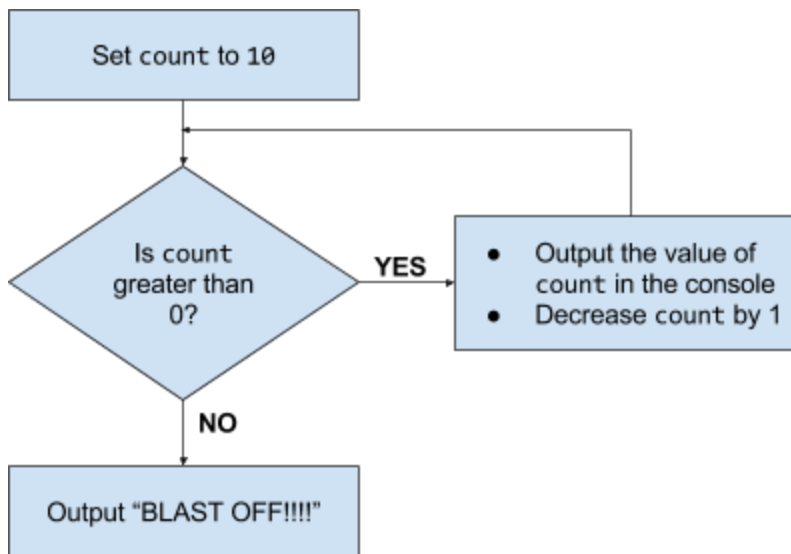 Set count to 10
Is count
greater than
0?
YES
● Output the value of
count in the console
● Decrease count by 1
NO
Output “BLAST OFF!!!!”